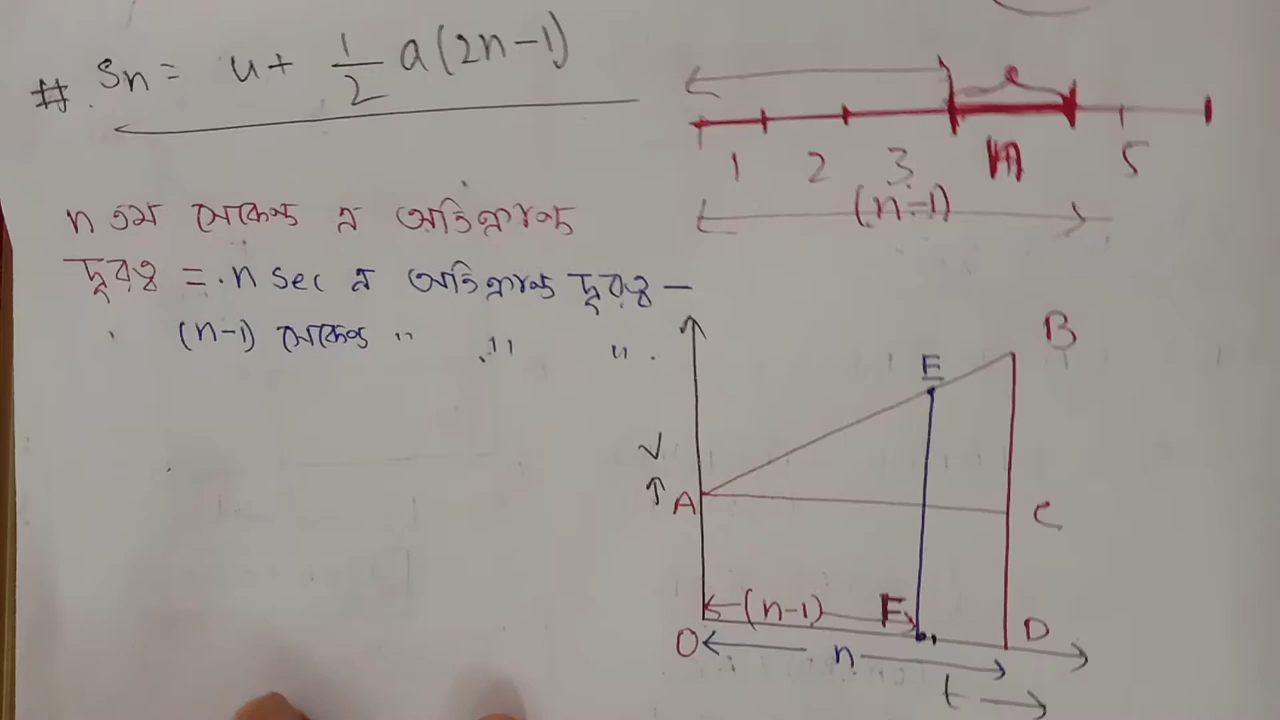 # Sn = u + 1/2 a(2n-1)
1 2 3 n 5
(n-1)
n তম সেকেন্ডে অতিক্রান্ত
দূরত্ব = n sec এ অতিক্রান্ত দূরত্ব -
(n-1) সেকেন্ডে " " ".
B
E
V
↑
A
C
(n-1)
F
O
D
n
t →